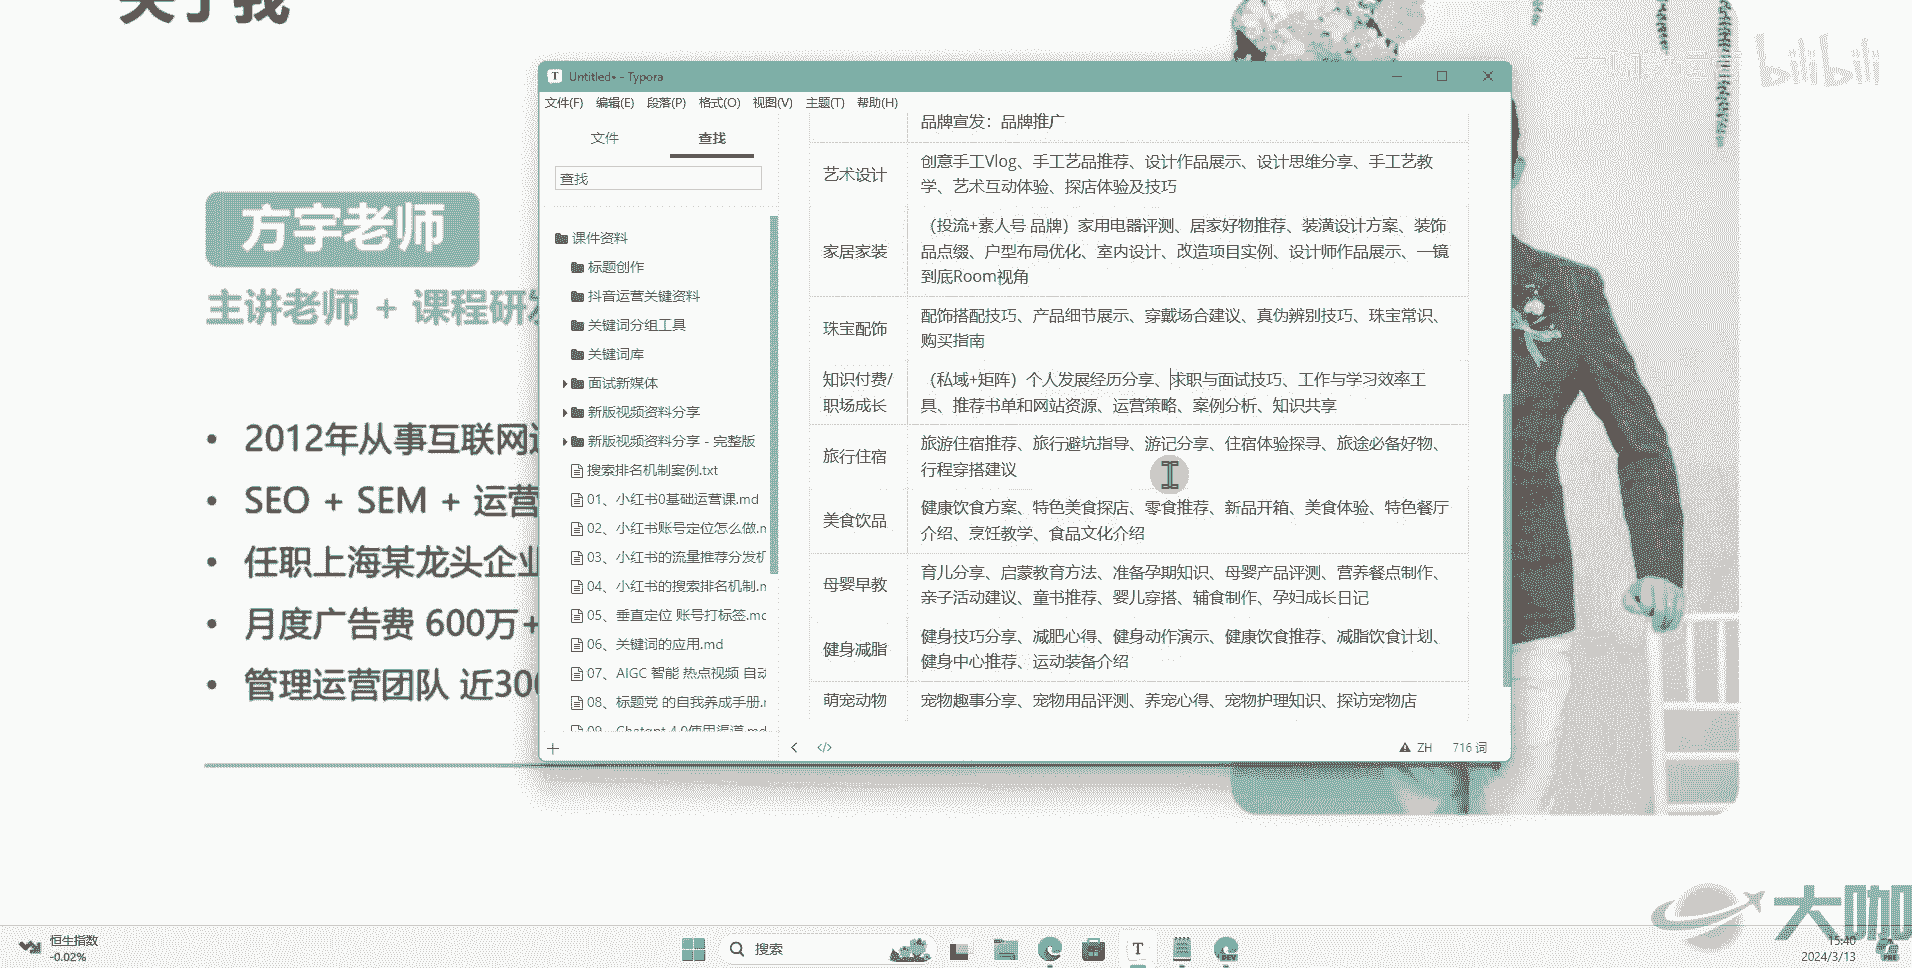 关于我
bilibili
方宇老师
主讲老师 + 课程研发
2012年从事互联网
SEO + SEM + 运营
任职上海某龙头企业
月度广告费 600万+
管理运营团队 近300
Untitled• - Typora
文件(F) 编辑(E) 段落(P) 格式(O) 视图(V) 主题(T) 帮助(H)
文件 查找
查找
课件资料
标题创作
抖音运营关键资料
关键词分组工具
关键词库
面试新媒体
新版视频资料分享
新版视频资料分享 - 完整版
搜索排名机制案例.txt
01、小红书0基础运营课.md
02、小红书账号定位怎么做.m
03、小红书的流量推荐分发机
04、小红书的搜索排名机制.m
05、垂直定位 账号打标签.md
06、关键词的应用.md
07、AIGC 智能 热点视频 自动
08、标题党 的自我养成手册.m
09、Chatgpt 4.0使用渠道.md
品牌宣发：品牌推广
艺术设计
创意手工Vlog、手工艺品推荐、设计作品展示、设计思维分享、手工艺教
学、艺术互动体验、探店体验及技巧
家居家装
（投流+素人号 品牌）家用电器评测、居家好物推荐、装潢设计方案、装饰
品点缀、户型布局优化、室内设计、改造项目实例、设计师作品展示、一镜
到底Room视角
珠宝配饰
配饰搭配技巧、产品细节展示、穿戴场合建议、真伪辨别技巧、珠宝常识、
购买指南
知识付费/
职场成长
（私域+矩阵）个人发展经历分享、求职与面试技巧、工作与学习效率工
具、推荐书单和网站资源、运营策略、案例分析、知识共享
旅行住宿
旅游住宿推荐、旅行避坑指导、游记分享、住宿体验探寻、旅途必备好物、
行程穿搭建议
美食饮品
健康饮食方案、特色美食探店、零食推荐、新品开箱、美食体验、特色餐厅
介绍、烹饪教学、食品文化介绍
母婴早教
育儿分享、启蒙教育方法、准备孕期知识、母婴产品评测、营养餐点制作、
亲子活动建议、童书推荐、婴儿穿搭、辅食制作、孕妇成长日记
健身减脂
健身技巧分享、减肥心得、健身动作演示、健康饮食推荐、减脂饮食计划、
健身中心推荐、运动装备介绍
萌宠动物
宠物趣事分享、宠物用品评测、养宠心得、宠物护理知识、探访宠物店
ZH 716 词
大咖
恒生指数
-0.02%
搜索
15:40
2024/3/13